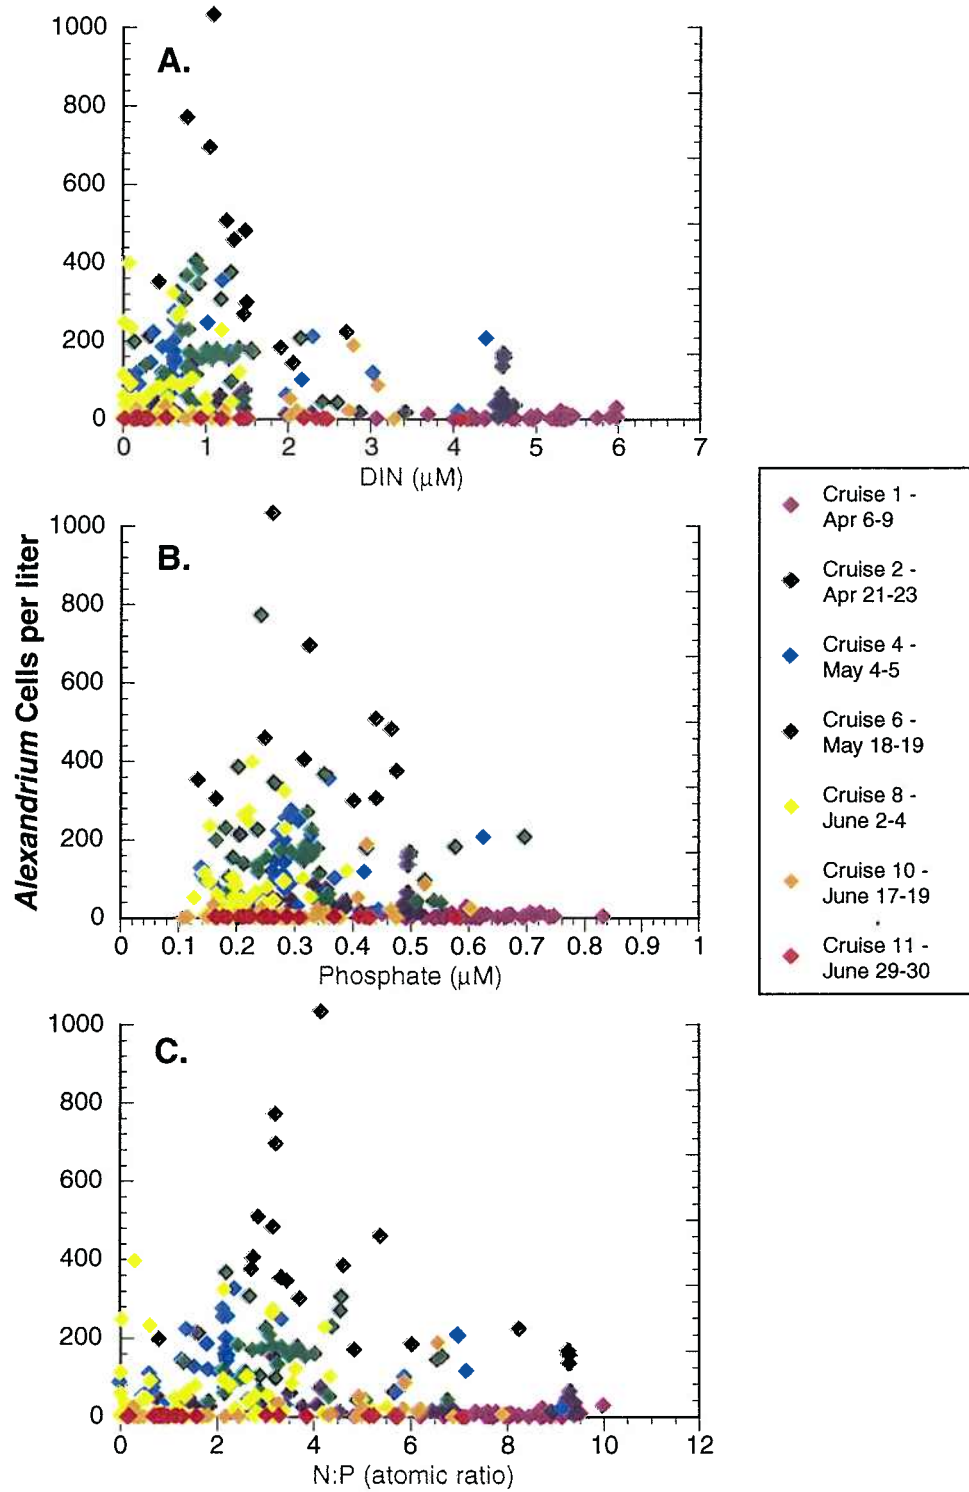 A.
1000
800
600
400
200
0
0 1 2 3 4 5 6 7
DIN (µM)
B.
1000
800
600
400
200
0
0 0.1 0.2 0.3 0.4 0.5 0.6 0.7 0.8 0.9 1
Phosphate (µM)
C.
1000
800
600
400
200
0
0 2 4 6 8 10 12
N:P (atomic ratio)
Alexandrium Cells per liter
Cruise 1 -
Apr 6-9
Cruise 2 -
Apr 21-23
Cruise 4 -
May 4-5
Cruise 6 -
May 18-19
Cruise 8 -
June 2-4
Cruise 10 -
June 17-19
Cruise 11 -
June 29-30